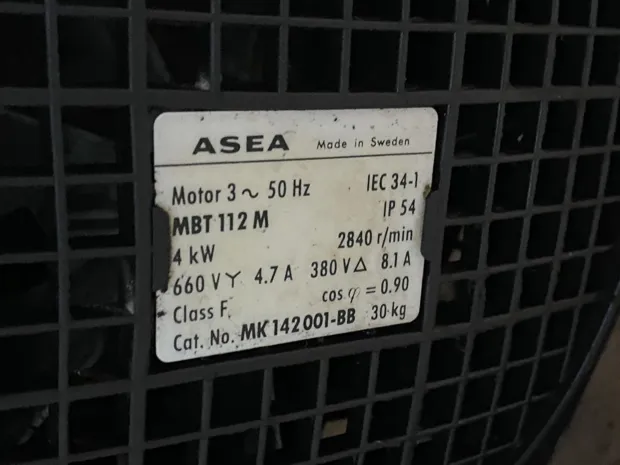 ASEA Made in Sweden
Motor 3 ~ 50 Hz IEC 34-1
MBT 112 M IP 54
4 kW 2840 r/min
660 V Y 4.7 A 380 V Δ 8.1 A
Class F. cos φ = 0.90
Cat. No. MK 142 001-BB 30 kg